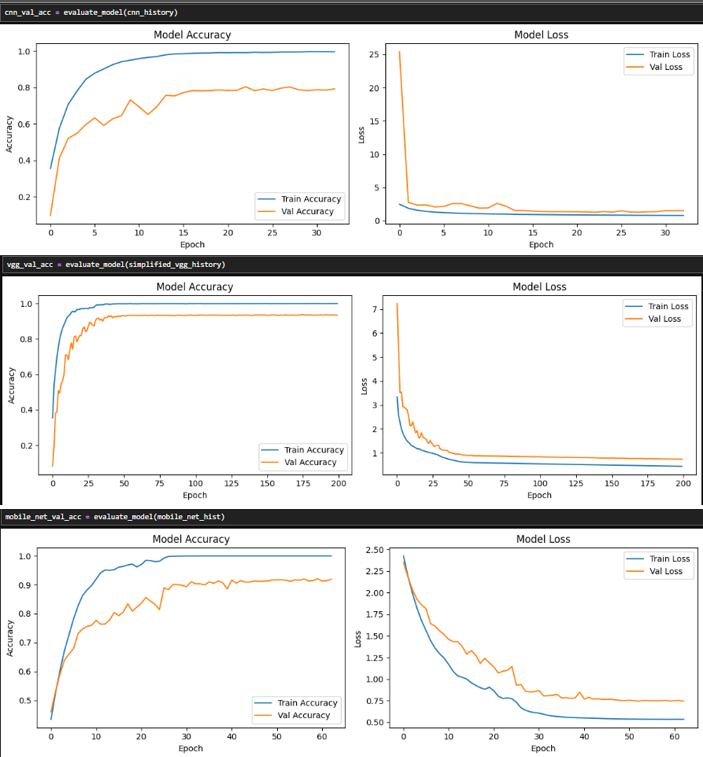 cnn_val_acc = evaluate_model(cnn_history)
Model Accuracy
1.0
0.8
0.6
0.4
0.2
Accuracy
Train Accuracy
Val Accuracy
0 5 10 15 20 25 30
Epoch
Model Loss
25
20
15
10
5
0
Loss
Train Loss
Val Loss
0 5 10 15 20 25 30
Epoch
vgg_val_acc = evaluate_model(simplified_vgg_history)
Model Accuracy
1.0
0.8
0.6
0.4
0.2
Accuracy
Train Accuracy
Val Accuracy
0 25 50 75 100 125 150 175 200
Epoch
Model Loss
7
6
5
4
3
2
1
Loss
Train Loss
Val Loss
0 25 50 75 100 125 150 175 200
Epoch
mobile_net_val_acc = evaluate_model(mobile_net_hist)
Model Accuracy
1.0
0.9
0.8
0.7
0.6
0.5
Accuracy
Train Accuracy
Val Accuracy
0 10 20 30 40 50 60
Epoch
Model Loss
2.50
2.25
2.00
1.75
1.50
1.25
1.00
0.75
0.50
Loss
Train Loss
Val Loss
0 10 20 30 40 50 60
Epoch